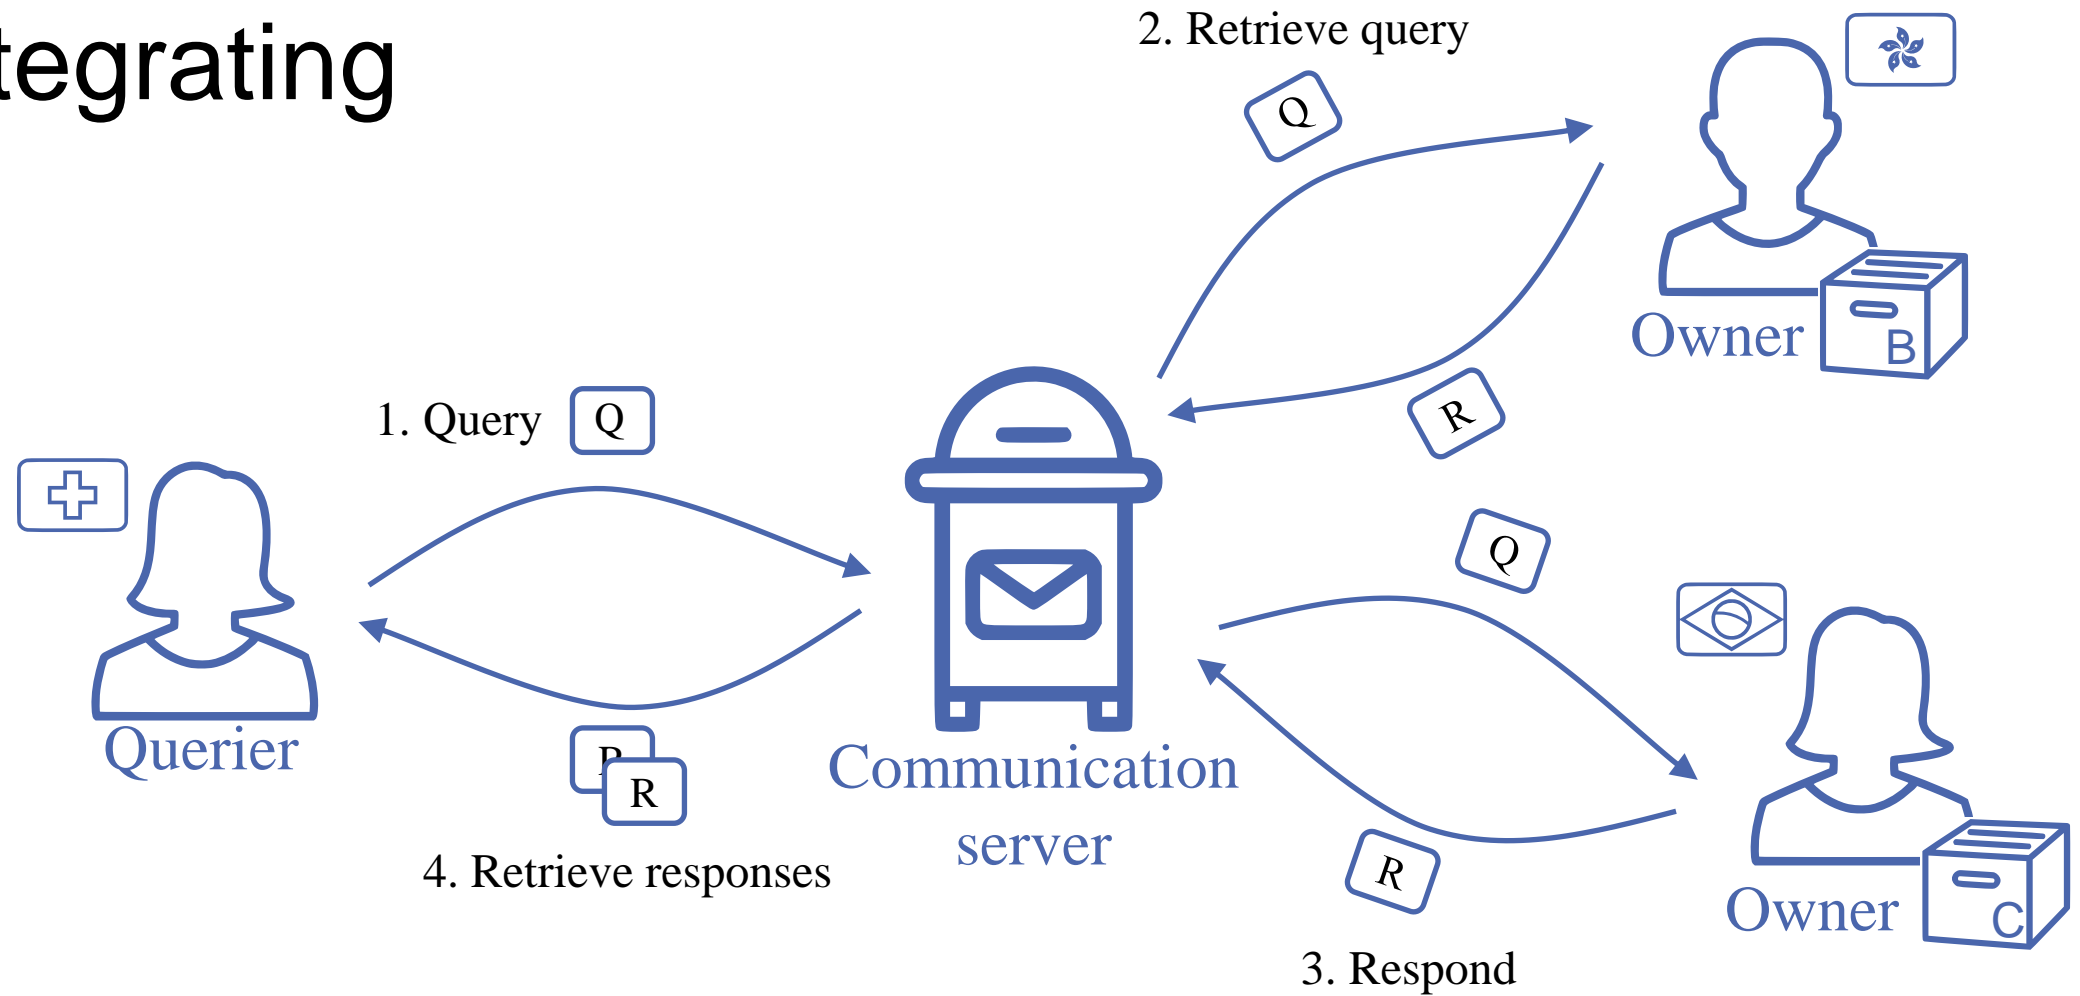 tegrating
2. Retrieve query
Q
Owner
B
R
1. Query
Q
Q
Querier
R
R
Communication
server
4. Retrieve responses
R
Owner
C
3. Respond